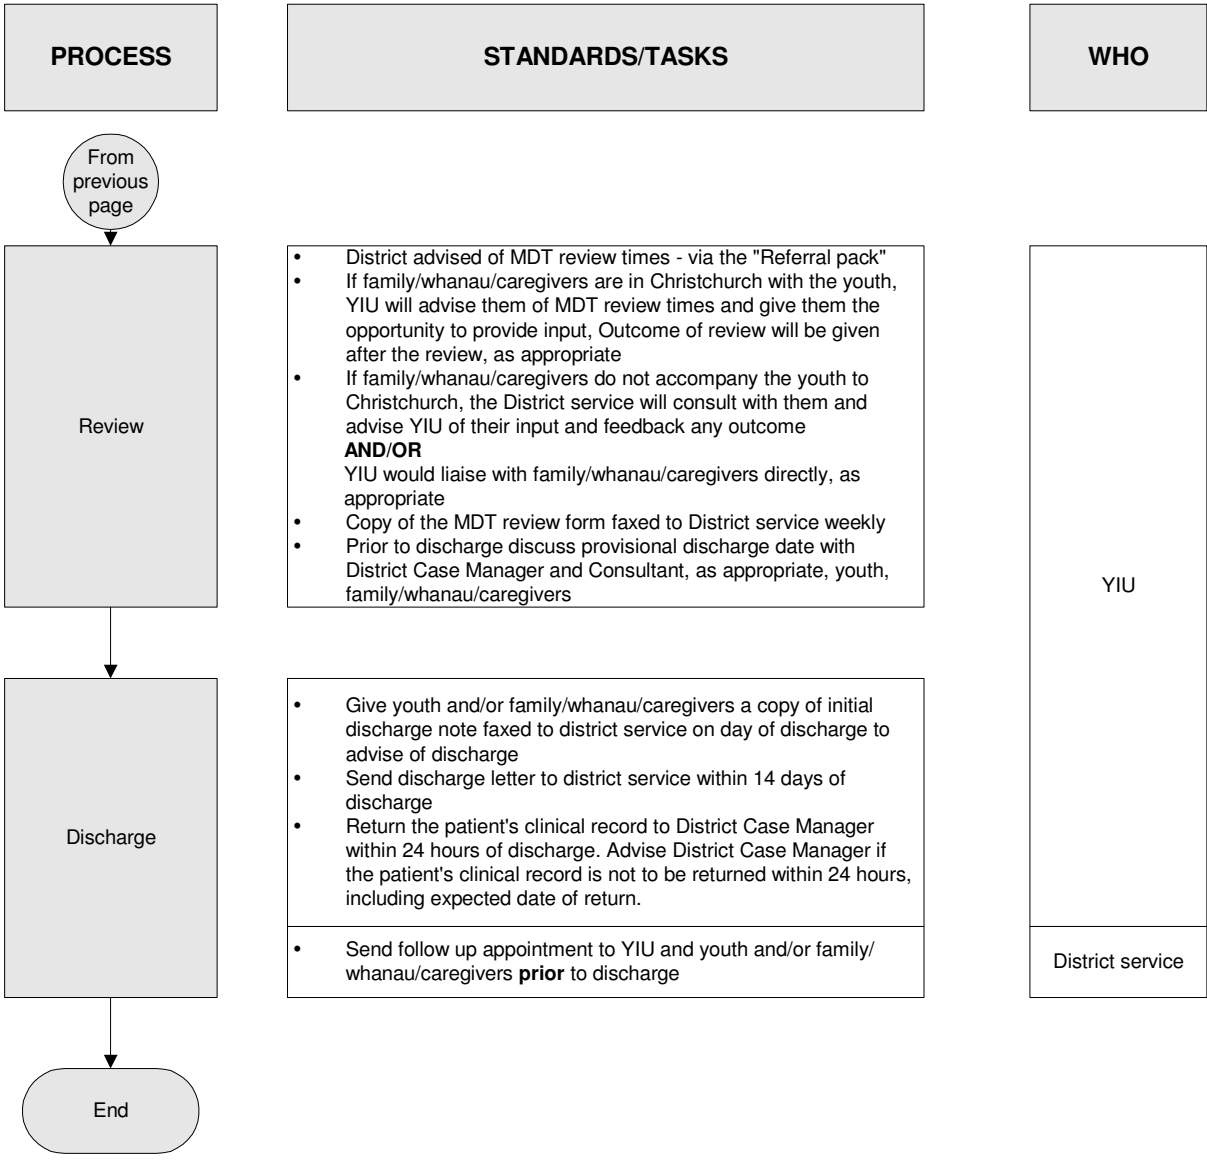 PROCESS
STANDARDS/TASKS
WHO
From
previous
page
Review
• District advised of MDT review times - via the "Referral pack"
• If family/whanau/caregivers are in Christchurch with the youth,
YIU will advise them of MDT review times and give them the
opportunity to provide input, Outcome of review will be given
after the review, as appropriate
• If family/whanau/caregivers do not accompany the youth to
Christchurch, the District service will consult with them and
advise YIU of their input and feedback any outcome
AND/OR
YIU would liaise with family/whanau/caregivers directly, as
appropriate
• Copy of the MDT review form faxed to District service weekly
• Prior to discharge discuss provisional discharge date with
District Case Manager and Consultant, as appropriate, youth,
family/whanau/caregivers
YIU
Discharge
• Give youth and/or family/whanau/caregivers a copy of initial
discharge note faxed to district service on day of discharge to
advise of discharge
• Send discharge letter to district service within 14 days of
discharge
• Return the patient's clinical record to District Case Manager
within 24 hours of discharge. Advise District Case Manager if
the patient's clinical record is not to be returned within 24 hours,
including expected date of return.
• Send follow up appointment to YIU and youth and/or family/
whanau/caregivers prior to discharge
District service
End